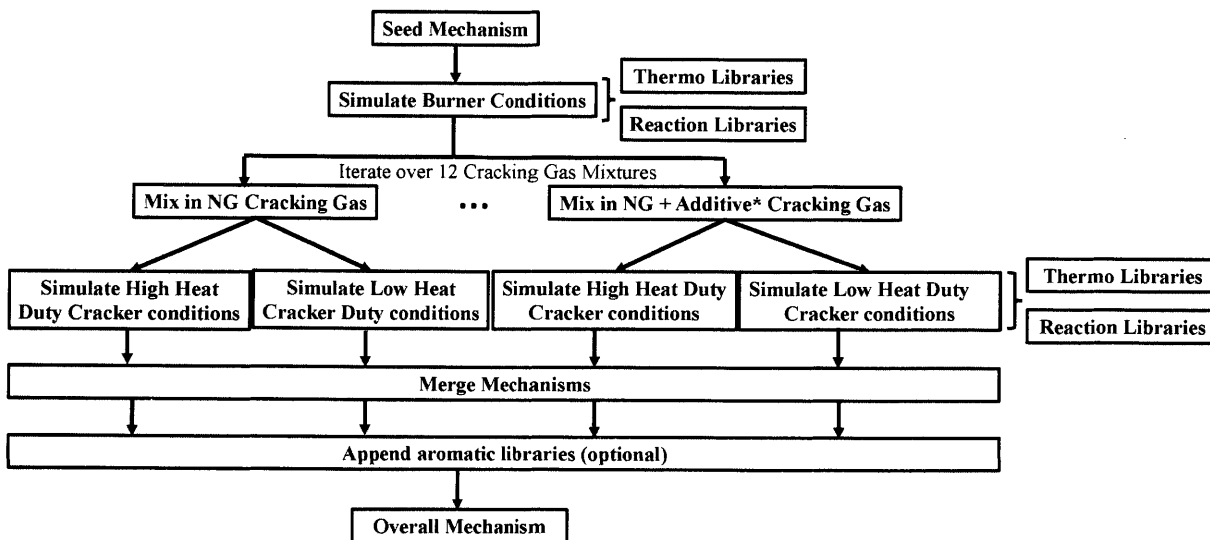 Seed Mechanism
Thermo Libraries
Simulate Burner Conditions
Reaction Libraries
Iterate over 12 Cracking Gas Mixtures
Mix in NG Cracking Gas
...
Mix in NG + Additive* Cracking Gas
Simulate High Heat
Duty Cracker conditions
Simulate Low Heat
Cracker Duty conditions
Simulate High Heat Duty
Cracker conditions
Simulate Low Heat Duty
Cracker conditions
Thermo Libraries
Reaction Libraries
Merge Mechanisms
Append aromatic libraries (optional)
Overall Mechanism